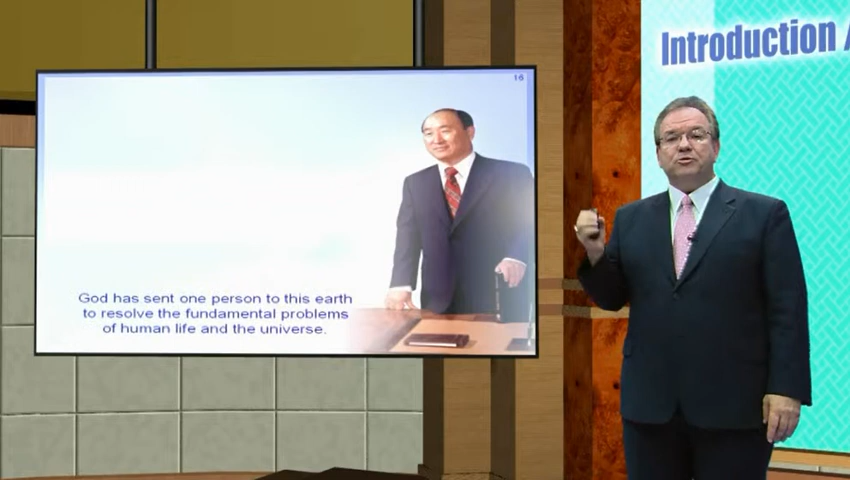 16
God has sent one person to this earth
to resolve the fundamental problems
of human life and the universe.
Introduction